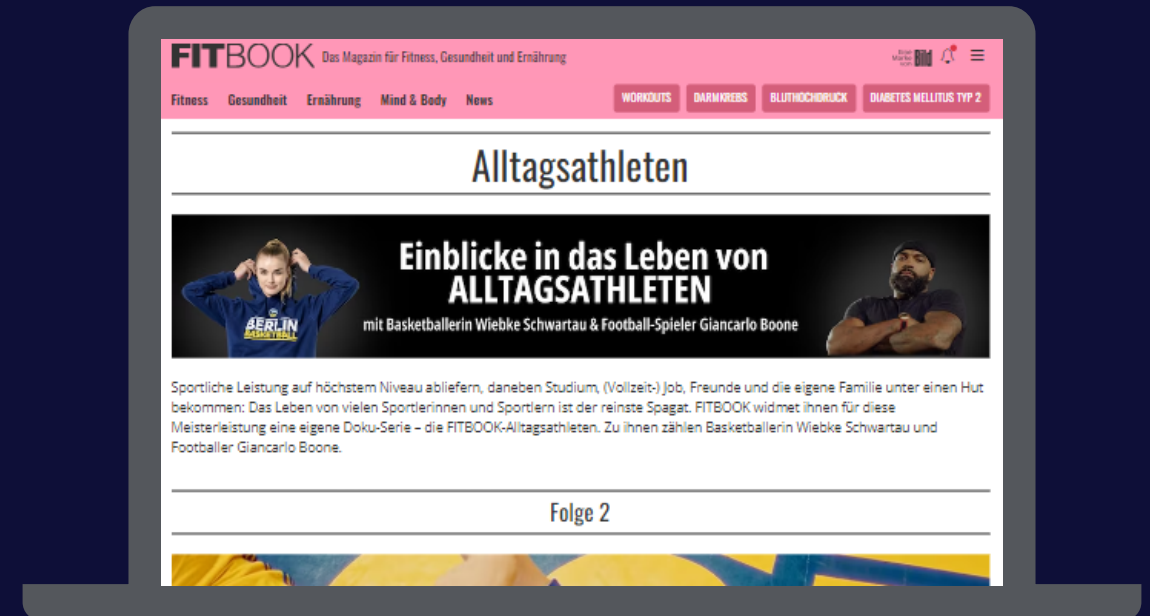 FITBOOK Das Magazin für Fitness, Gesundheit und Ernährung
Eine Marke von Bild
Fitness Gesundheit Ernährung Mind & Body News
WORKOUTS DARMKREBS BLUTHOCHDRUCK DIABETES MELLITUS TYP 2
Alltagsathleten
Einblicke in das Leben von
ALLTAGSATHLETEN
mit Basketballerin Wiebke Schwartau & Football-Spieler Giancarlo Boone
BERLIN
BASKETBALL
Sportliche Leistung auf höchstem Niveau abliefern, daneben Studium, (Vollzeit-) Job, Freunde und die eigene Familie unter einen Hut
bekommen: Das Leben von vielen Sportlerinnen und Sportlern ist der reinste Spagat. FITBOOK widmet ihnen für diese
Meisterleistung eine eigene Doku-Serie – die FITBOOK-Alltagsathleten. Zu ihnen zählen Basketballerin Wiebke Schwartau und
Footballer Giancarlo Boone.
Folge 2